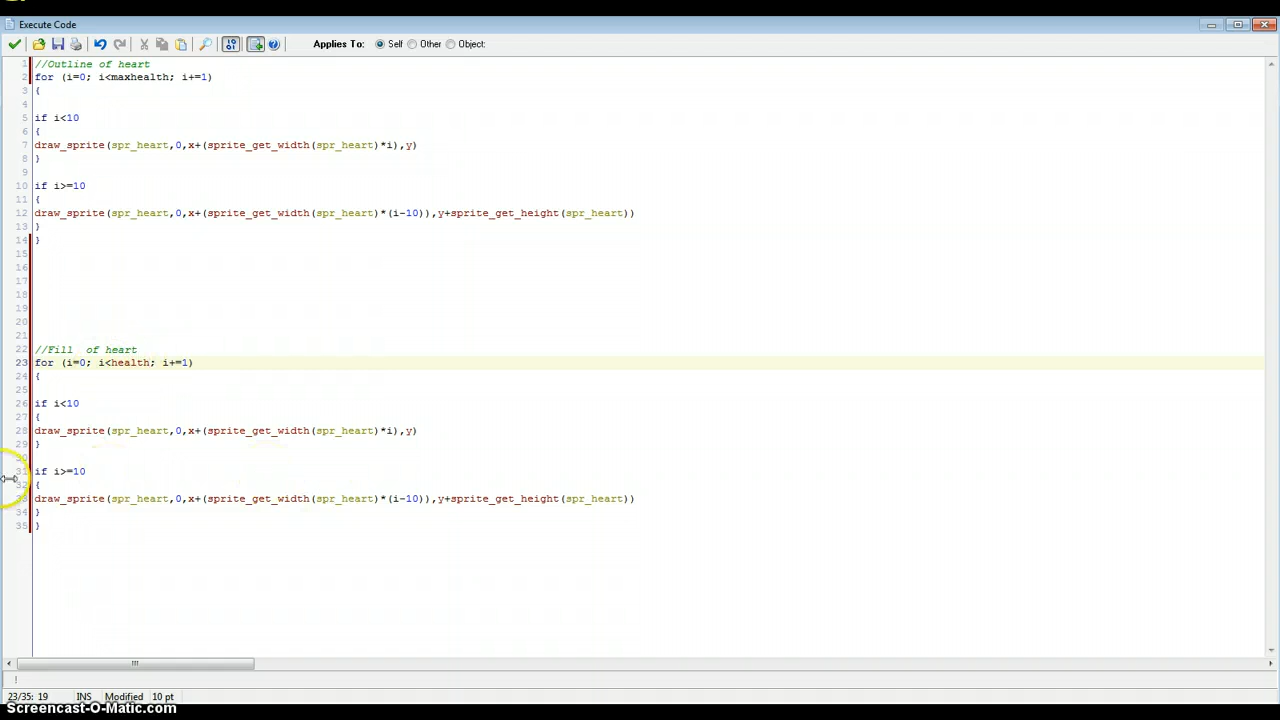 Execute Code
Applies To: Self Other Object:
1 //Outline of heart
2 for (i=0; i<maxhealth; i+=1)
3 {
4
5 if i<10
6 {
7 draw_sprite(spr_heart,0,x+(sprite_get_width(spr_heart)*i),y)
8 }
9
10 if i>=10
11 {
12 draw_sprite(spr_heart,0,x+(sprite_get_width(spr_heart)*(i-10)),y+sprite_get_height(spr_heart))
13 }
14 }
15
16
17
18
19
20
21
22 //Fill  of heart
23 for (i=0; i<health; i+=1)
24 {
25
26 if i<10
27 {
28 draw_sprite(spr_heart,0,x+(sprite_get_width(spr_heart)*i),y)
29 }
30
31 if i>=10
32 {
33 draw_sprite(spr_heart,0,x+(sprite_get_width(spr_heart)*(i-10)),y+sprite_get_height(spr_heart))
34 }
35 }
!
23/35: 19 INS Modified 10 pt
Screencast-O-Matic.com